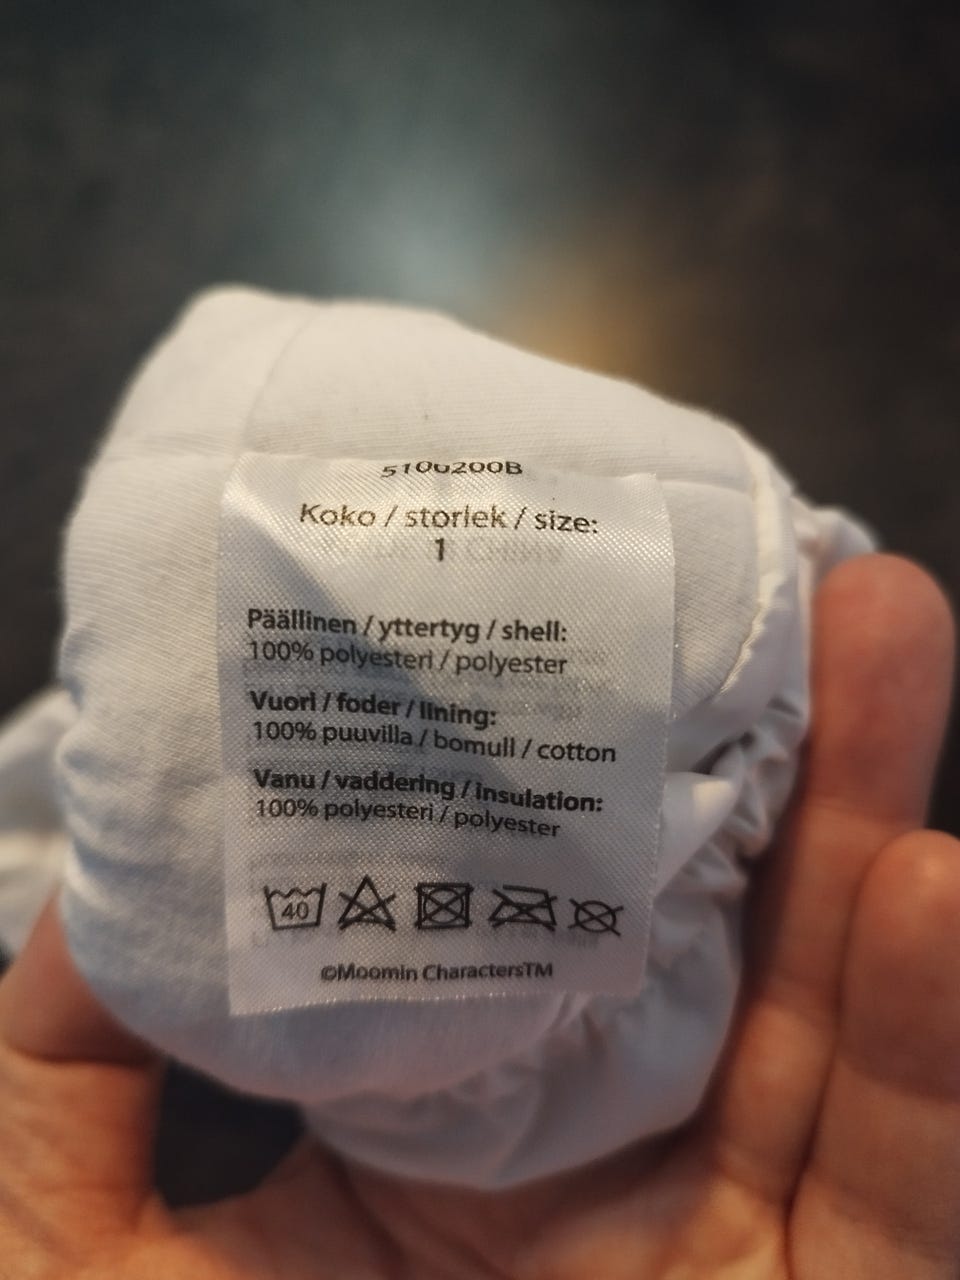 5100200B
Koko / storlek / size:
1
Päällinen / yttertyg / shell:
100% polyesteri / polyester
Vuori / foder / lining:
100% puuvilla / bomull / cotton
Vanu / vaddering / insulation:
100% polyesteri / polyester
40
©Moomin CharactersTM